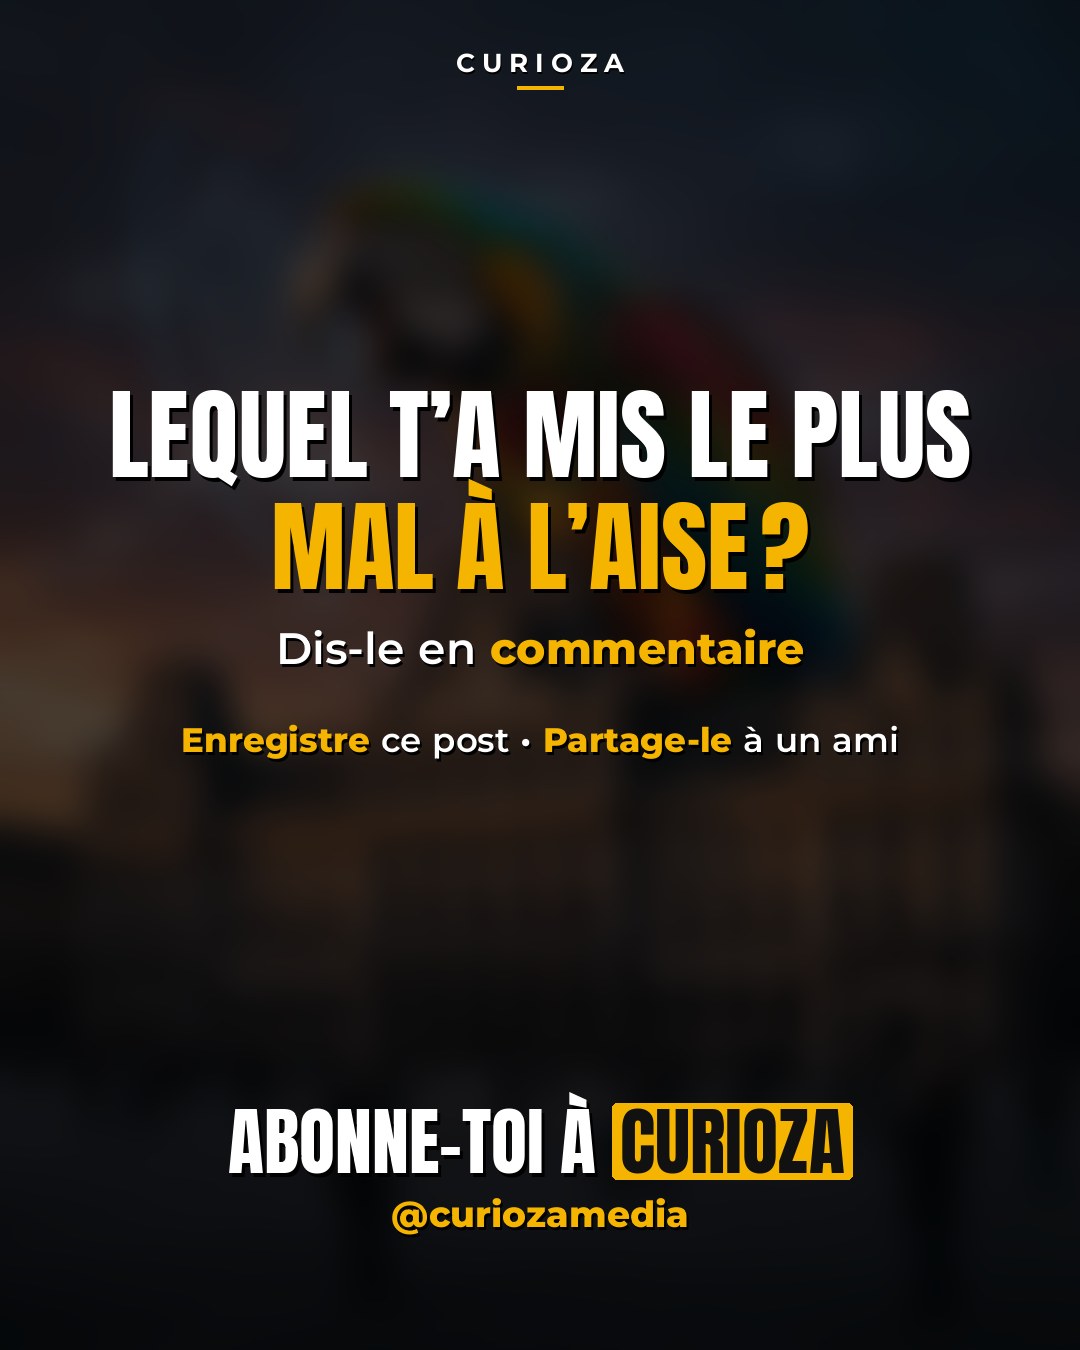 CURIOZA
LEQUEL T’A MIS LE PLUS
MAL À L’AISE ?
Dis-le en commentaire
Enregistre ce post • Partage-le à un ami
ABONNE-TOI À CURIOZA
@curiozamedia